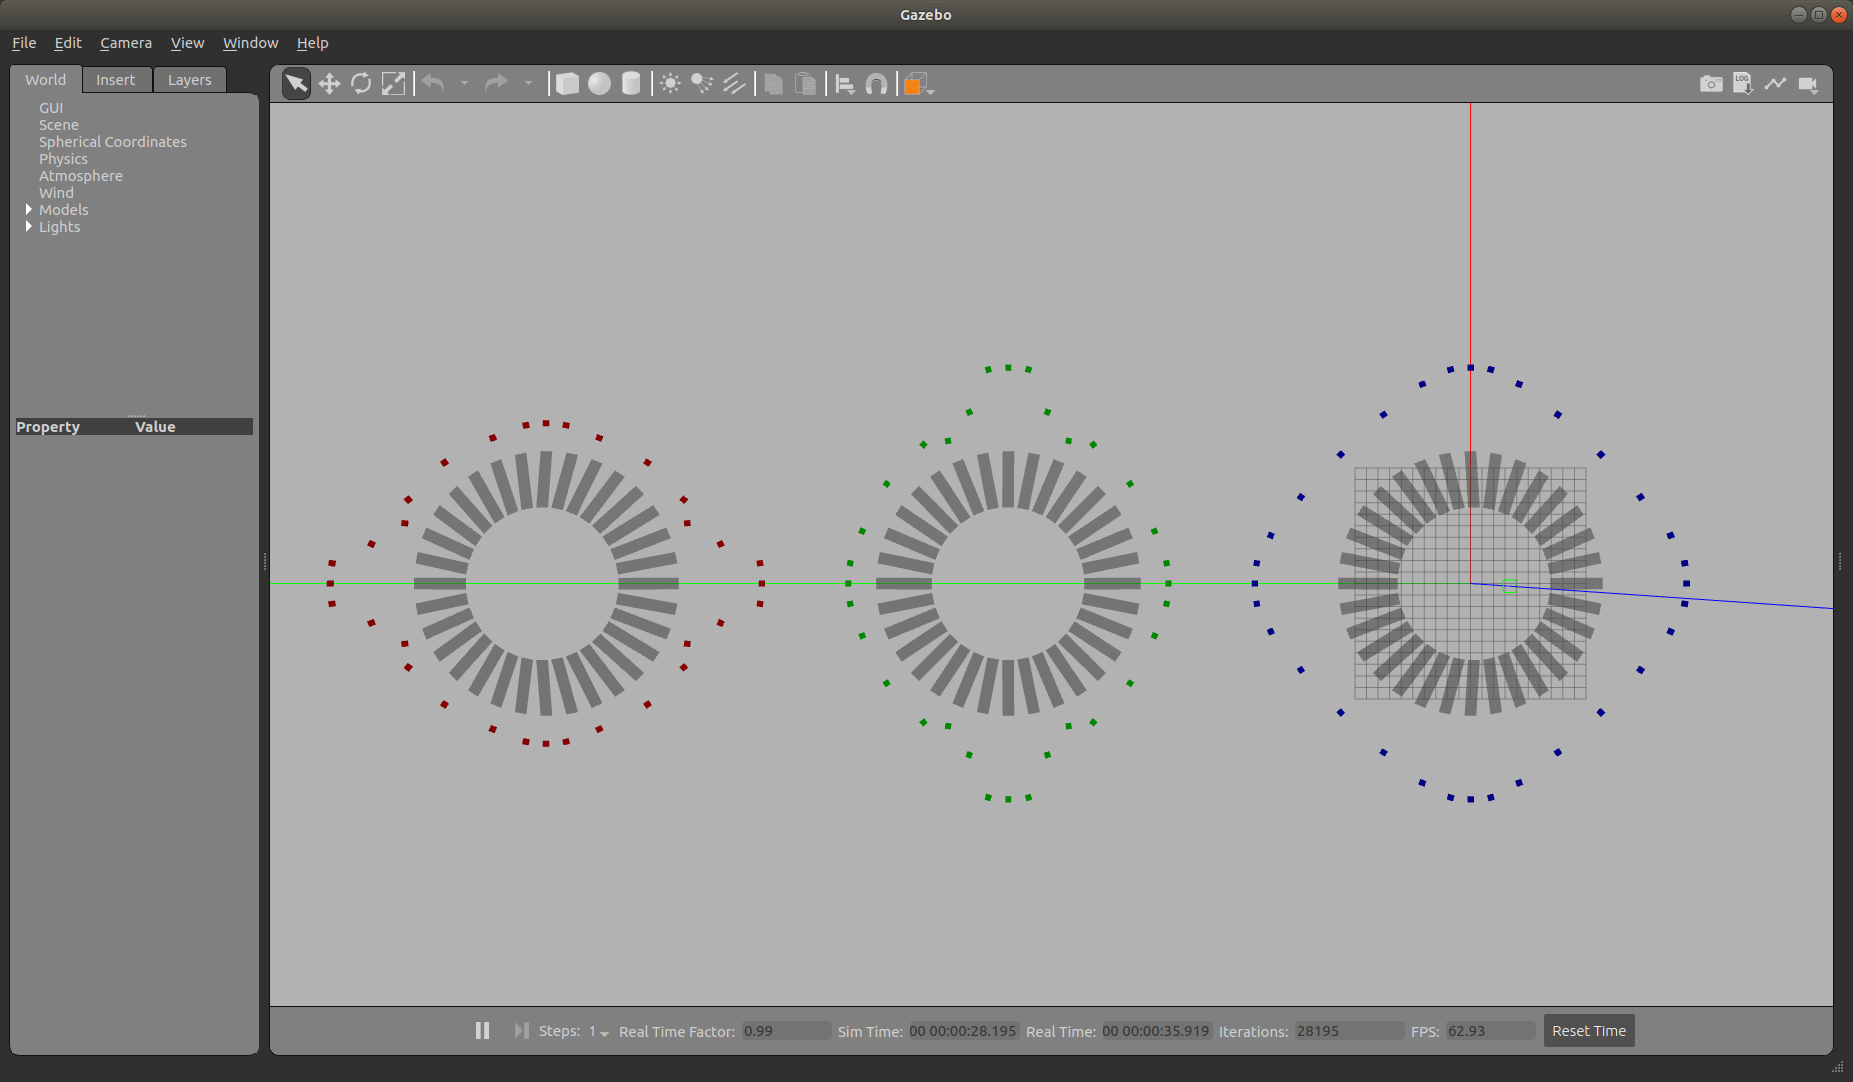 Gazebo
File Edit Camera View Window Help
World Insert Layers
LOG
GUI
Scene
Spherical Coordinates
Physics
Atmosphere
Wind
Models
Lights
Property Value
Steps: 1 Real Time Factor: 0.99 Sim Time: 00 00:00:28.195 Real Time: 00 00:00:35.919 Iterations: 28195 FPS: 62.93 Reset Time